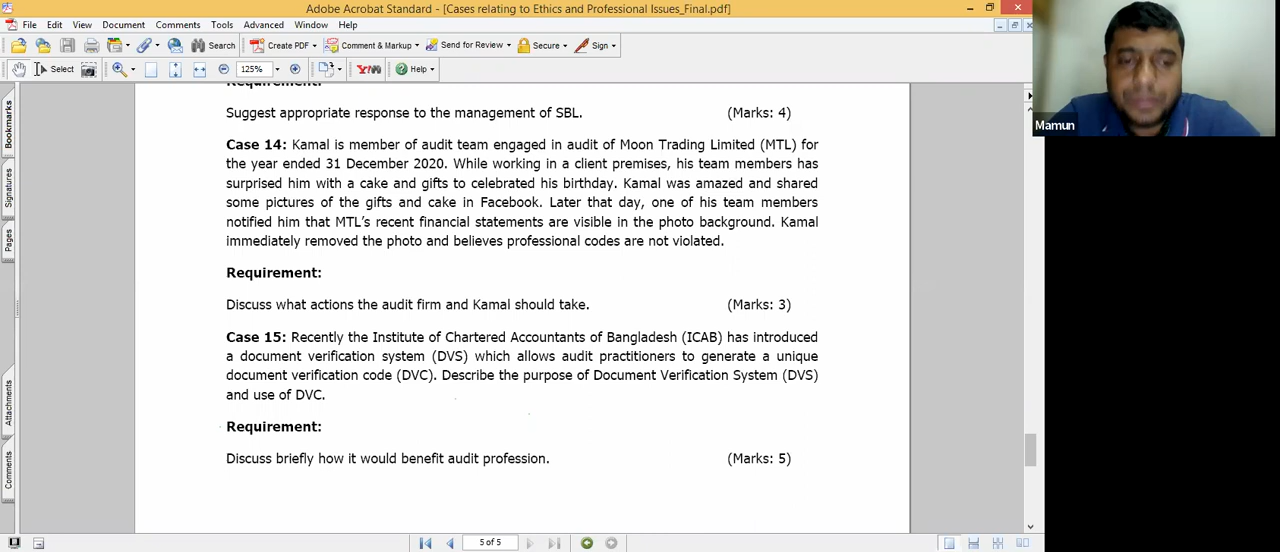 Adobe Acrobat Standard - [Cases relating to Ethics and Professional Issues_Final.pdf]
File Edit View Document Comments Tools Advanced Window Help
Search Create PDF Comment & Markup Send for Review Secure Sign
Select 125% Help
Requirement:
Suggest appropriate response to the management of SBL. (Marks: 4)
Case 14: Kamal is member of audit team engaged in audit of Moon Trading Limited (MTL) for
the year ended 31 December 2020. While working in a client premises, his team members has
surprised him with a cake and gifts to celebrated his birthday. Kamal was amazed and shared
some pictures of the gifts and cake in Facebook. Later that day, one of his team members
notified him that MTL's recent financial statements are visible in the photo background. Kamal
immediately removed the photo and believes professional codes are not violated.
Requirement:
Discuss what actions the audit firm and Kamal should take. (Marks: 3)
Case 15: Recently the Institute of Chartered Accountants of Bangladesh (ICAB) has introduced
a document verification system (DVS) which allows audit practitioners to generate a unique
document verification code (DVC). Describe the purpose of Document Verification System (DVS)
and use of DVC.
Requirement:
Discuss briefly how it would benefit audit profession. (Marks: 5)
5 of 5
Bookmarks
Signatures
Pages
Attachments
Comments
Mamun